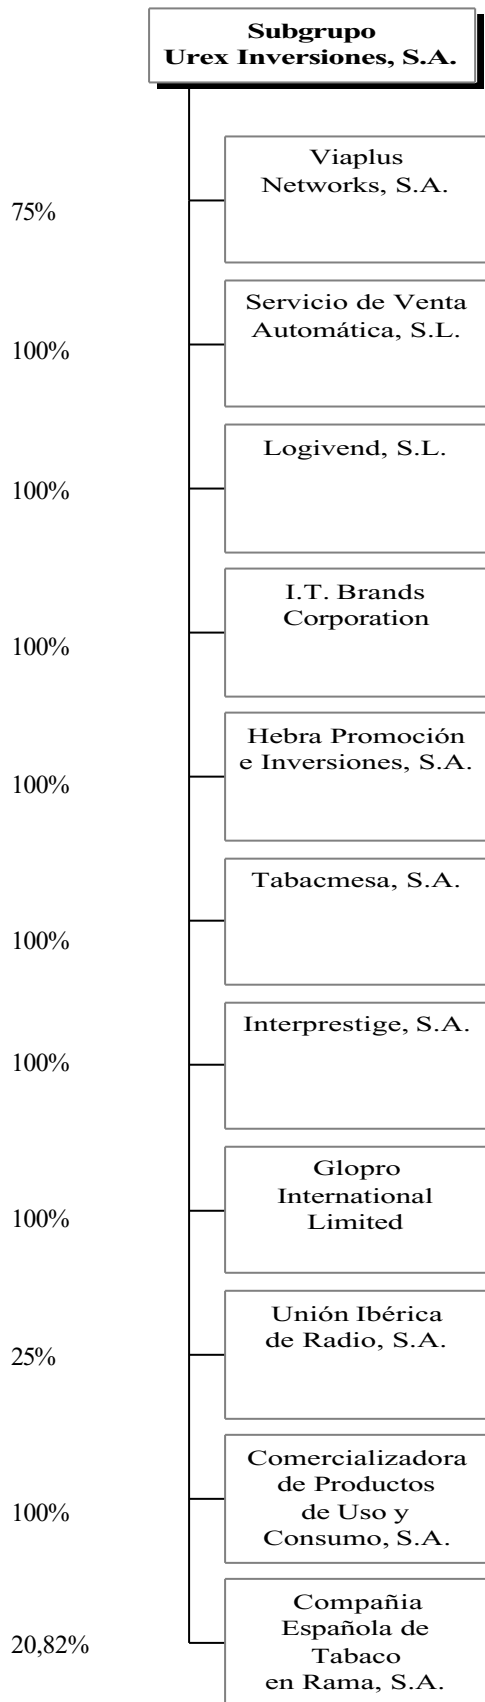 Subgrupo
Urex Inversiones, S.A.
Viaplus
Networks, S.A.
75%
Servicio de Venta
Automática, S.L.
100%
Logivend, S.L.
100%
I.T. Brands
Corporation
100%
Hebra Promoción
e Inversiones, S.A.
100%
Tabacmesa, S.A.
100%
Interprestige, S.A.
100%
Glopro
International
Limited
100%
Unión Ibérica
de Radio, S.A.
25%
Comercializadora
de Productos
de Uso y
Consumo, S.A.
100%
Compañia
Española de
Tabaco
en Rama, S.A.
20,82%